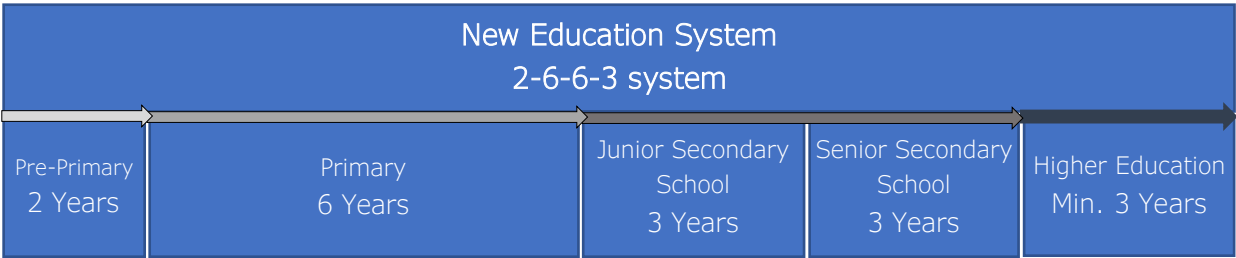 New Education System
2-6-6-3 system
Pre-Primary
2 Years
Primary
6 Years
Junior Secondary
School
3 Years
Senior Secondary
School
3 Years
Higher Education
Min. 3 Years